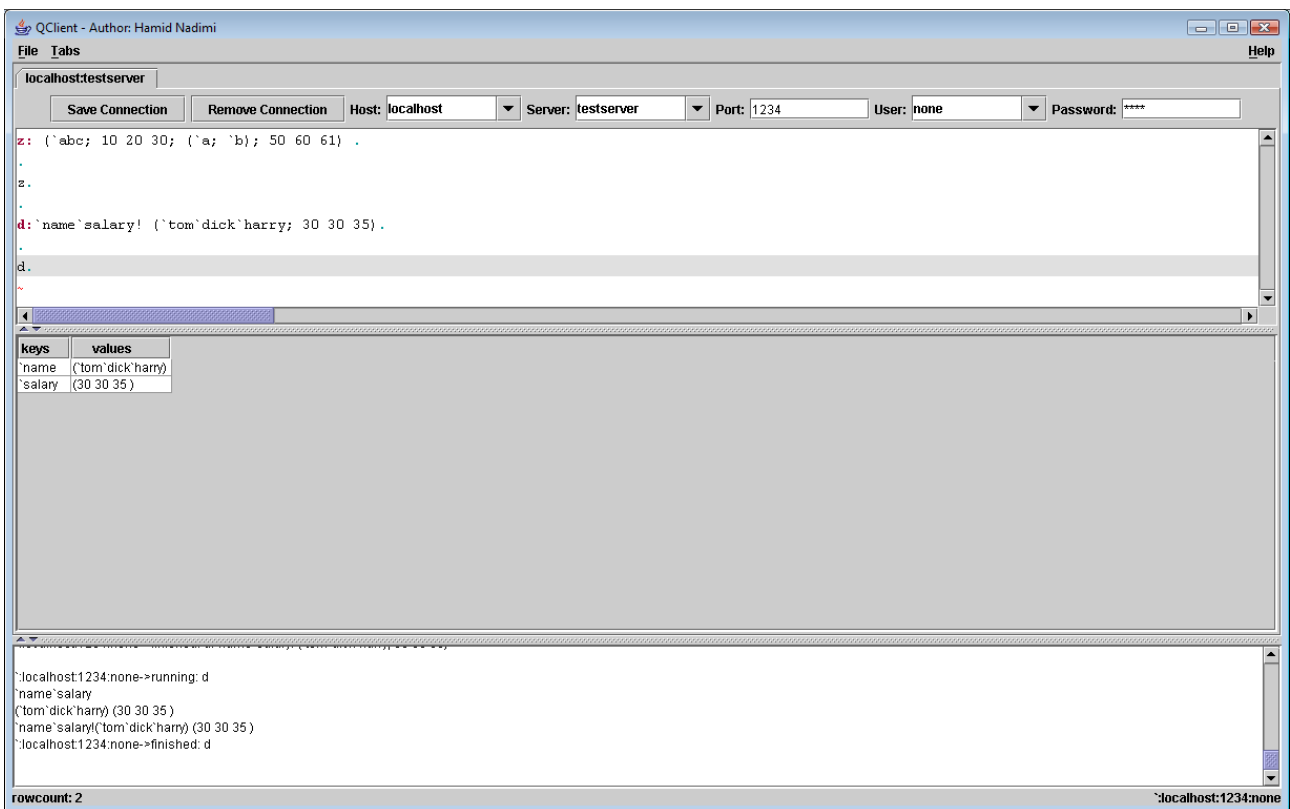 QClient - Author: Hamid Nadimi
File Tabs Help
localhost:testserver
Save Connection Remove Connection Host: localhost Server: testserver Port: 1234 User: none Password: ****
z: (`abc; 10 20 30; (`a; `b); 50 60 61) .
.
z.
.
d:`name`salary! (`tom`dick`harry; 30 30 35).
.
d.
~
keys values
`name (`tom`dick`harry)
`salary (30 30 35 )
`:localhost:1234:none->running: d
`name`salary
(`tom`dick`harry) (30 30 35 )
`name`salary!(`tom`dick`harry) (30 30 35 )
`:localhost:1234:none->finished: d
rowcount: 2 `:localhost:1234:none